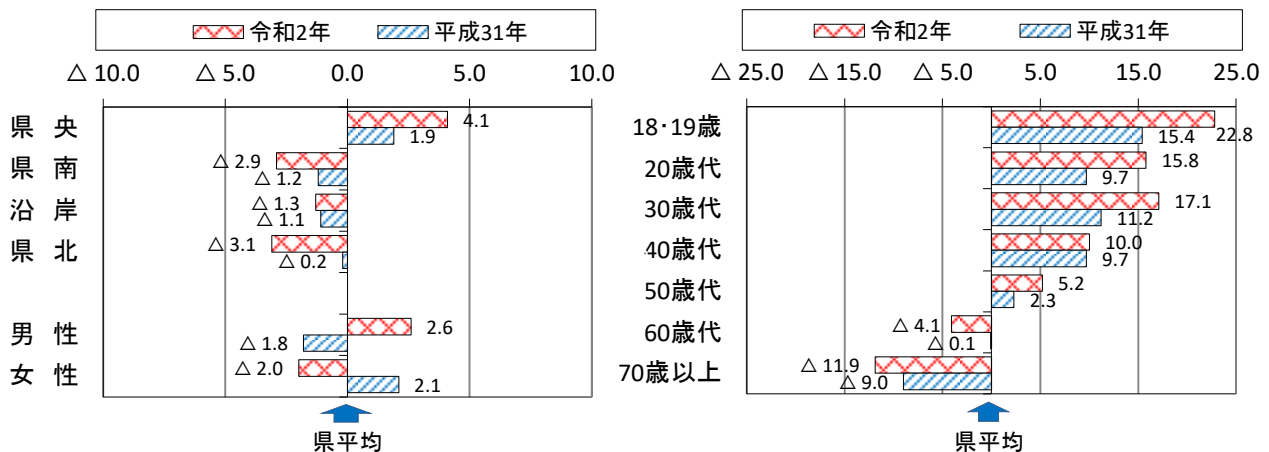 令和2年 平成31年
△ 10.0 △ 5.0 0.0 5.0 10.0
県央 4.1
1.9
県南 △ 2.9
△ 1.2
沿岸 △ 1.3
△ 1.1
県北 △ 3.1
△ 0.2
男性 2.6
△ 1.8
女性 △ 2.0
2.1
県平均
令和2年 平成31年
△ 25.0 △ 15.0 △ 5.0 5.0 15.0 25.0
18･19歳 22.8
15.4
20歳代 15.8
9.7
30歳代 17.1
11.2
40歳代 10.0
9.7
50歳代 5.2
2.3
60歳代 △ 4.1
△ 0.1
70歳以上 △ 11.9
△ 9.0
県平均